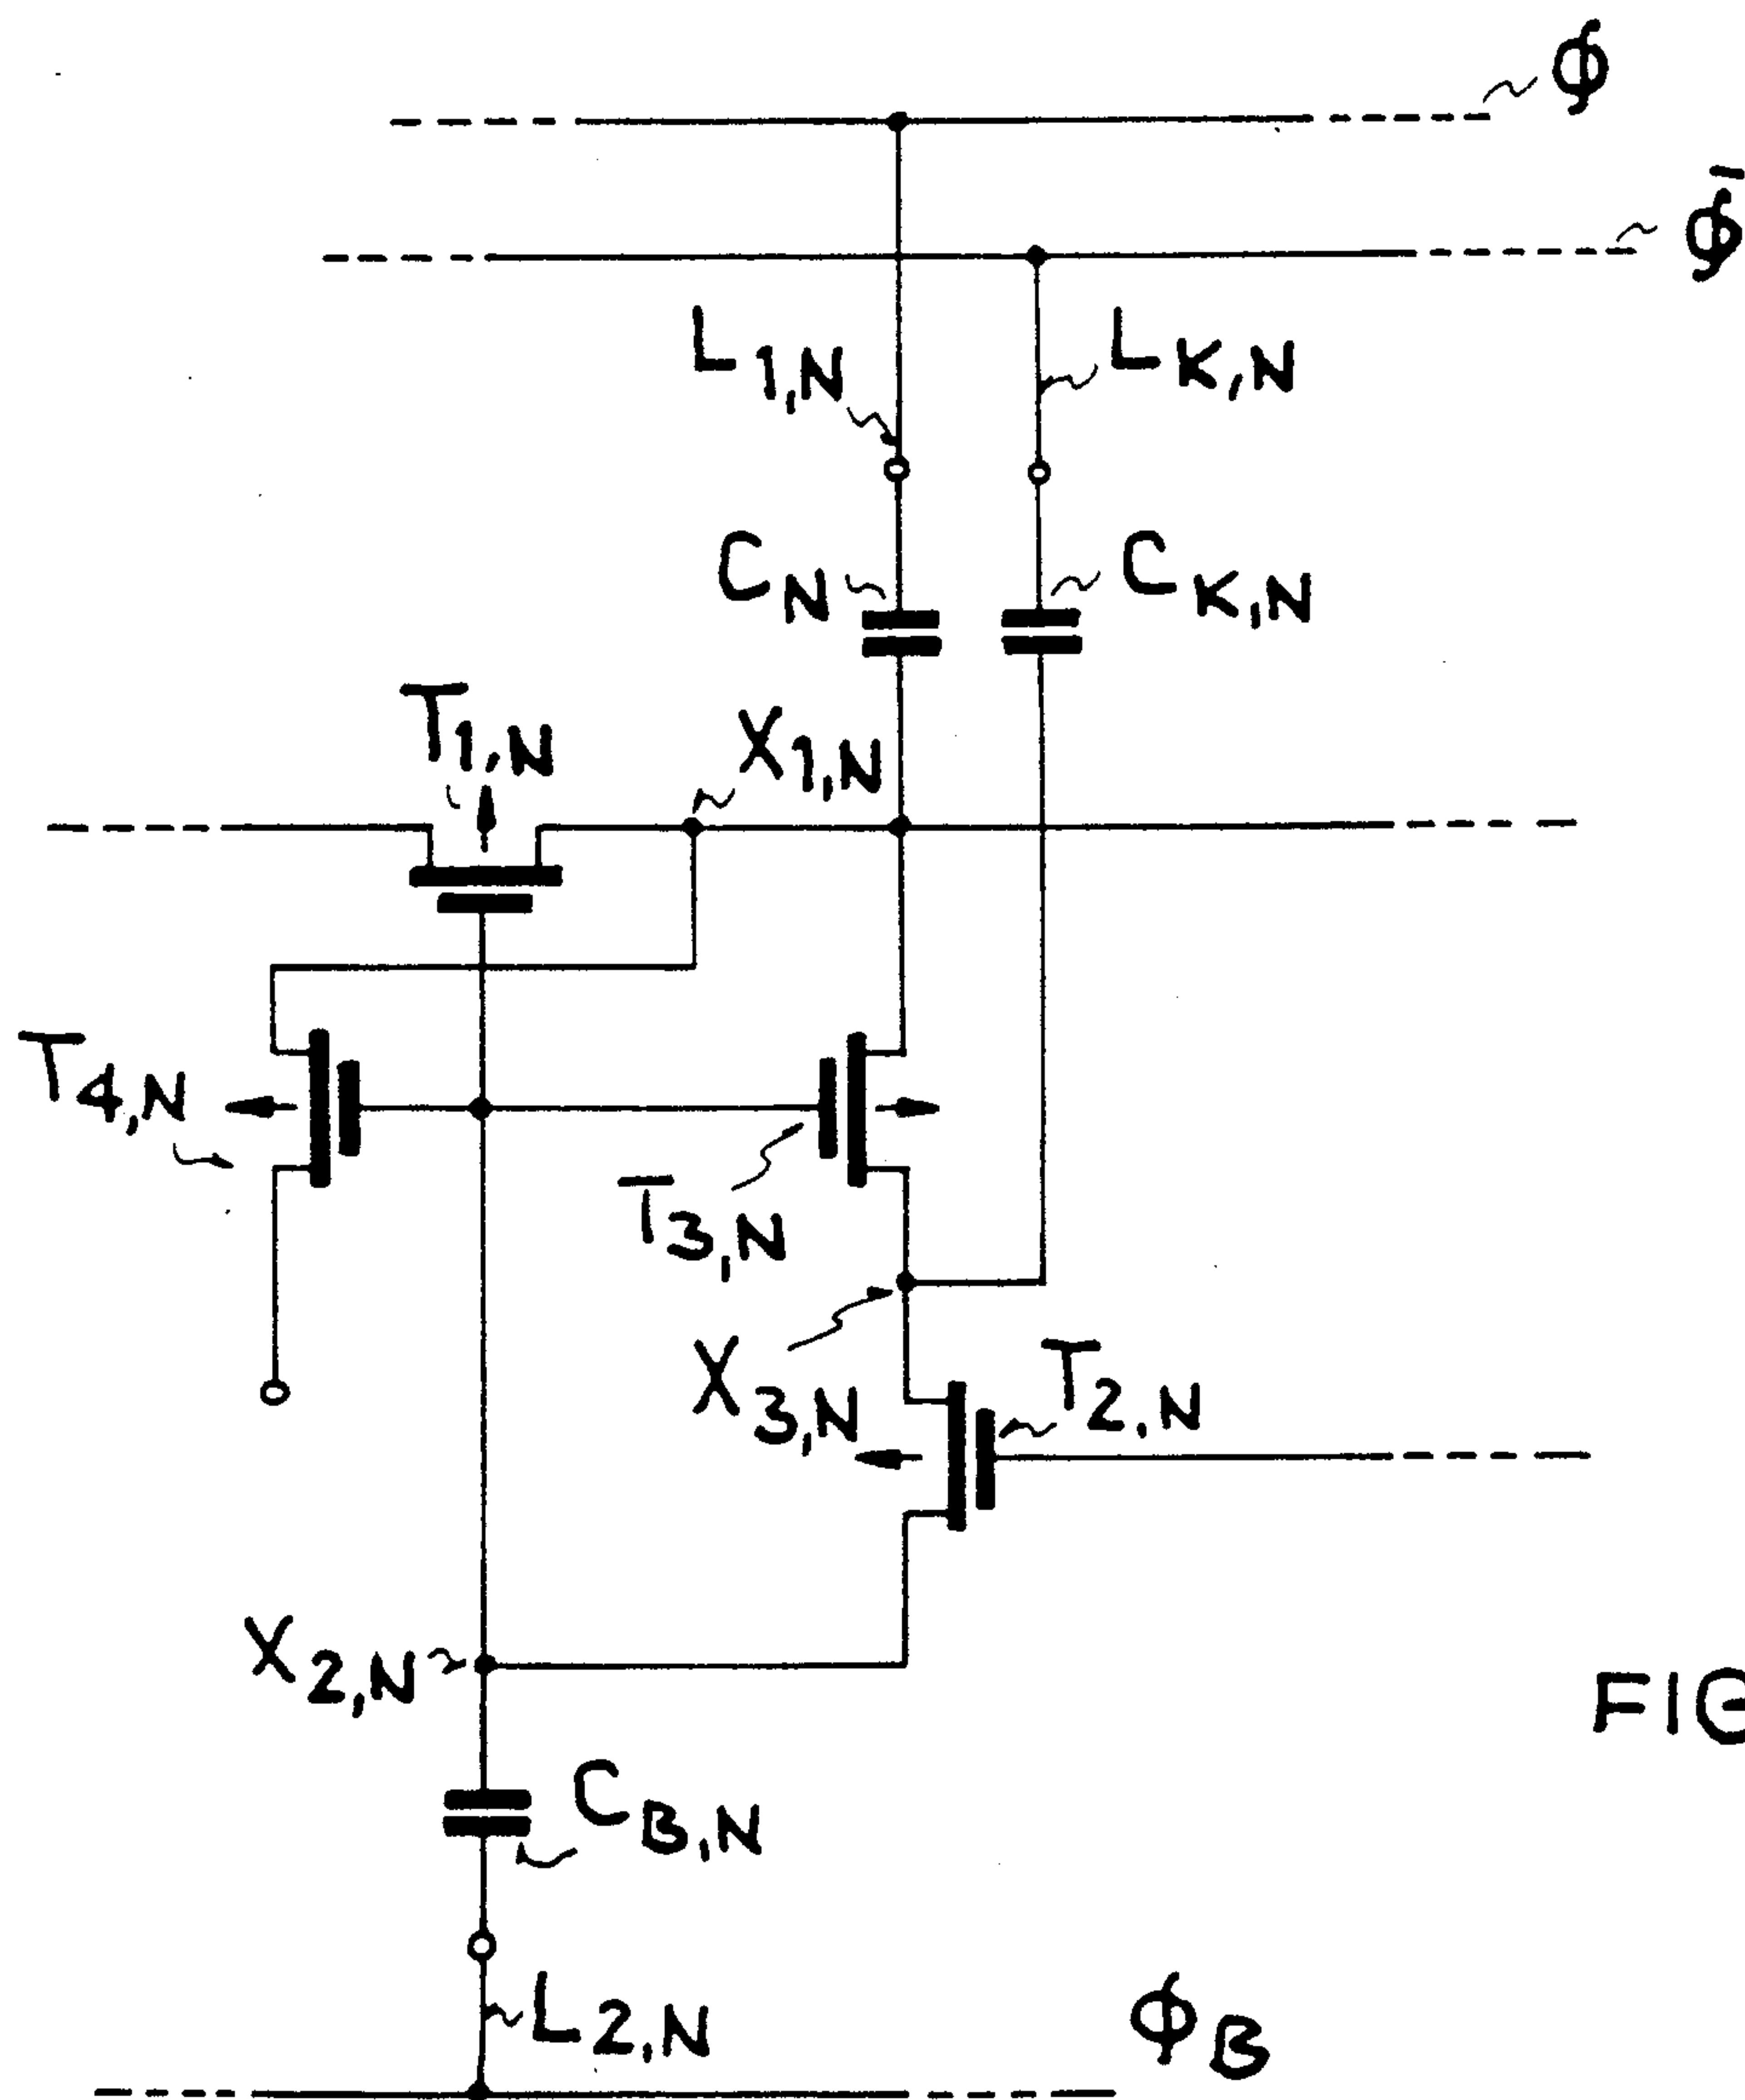 ϕ
ϕ̅
L1,N
LK,N
CN
CK,N
T1,N
X1,N
T4,N
T3,N
X3,N
T2,N
X2,N
FIG
CB,N
L2,N
ϕB